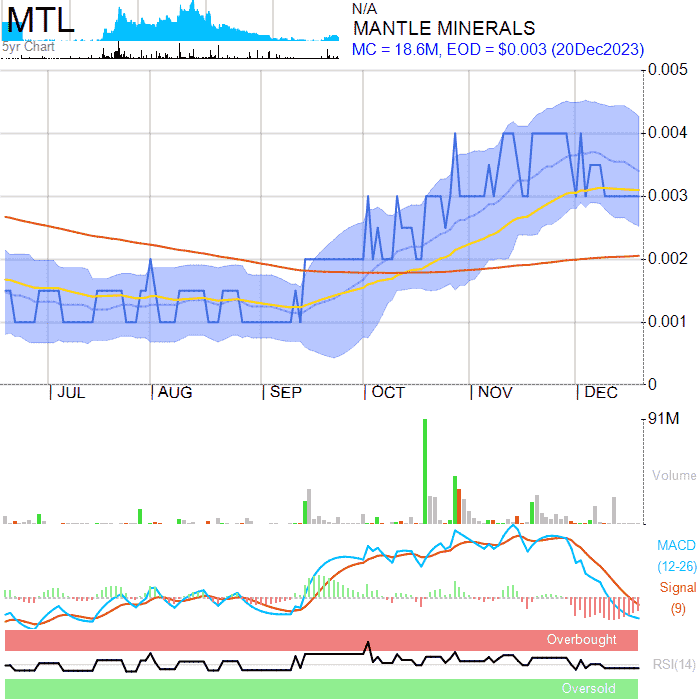 MTL
5yr Chart
N/A
MANTLE MINERALS
MC = 18.6M, EOD = $0.003 (20Dec2023)
0.005
0.004
0.003
0.002
0.001
0
JUL
AUG
SEP
OCT
NOV
DEC
91M
Volume
MACD
(12-26)
Signal
(9)
Overbought
RSI(14)
Oversold